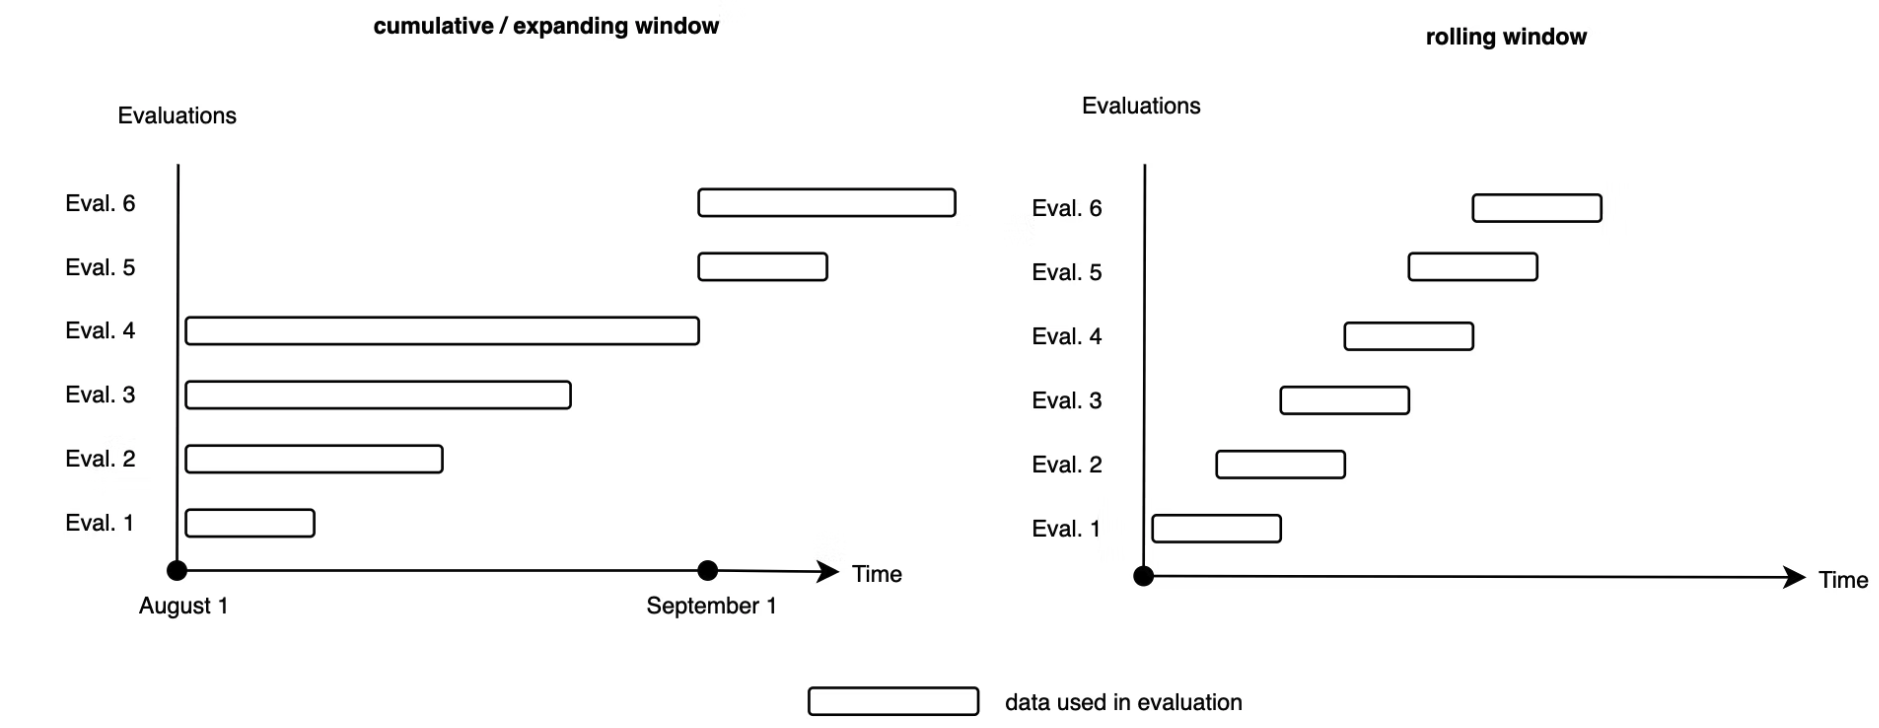 cumulative / expanding window
Evaluations
Eval. 6
Eval. 5
Eval. 4
Eval. 3
Eval. 2
Eval. 1
Time
August 1
September 1
rolling window
Evaluations
Eval. 6
Eval. 5
Eval. 4
Eval. 3
Eval. 2
Eval. 1
Time
data used in evaluation